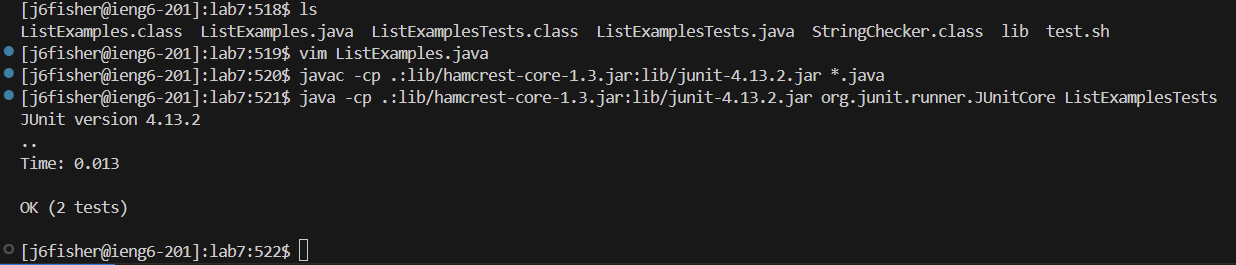 [j6fisher@ieng6-201]:lab7:518$ ls
ListExamples.class  ListExamples.java  ListExamplesTests.class  ListExamplesTests.java  StringChecker.class  lib  test.sh
[j6fisher@ieng6-201]:lab7:519$ vim ListExamples.java
[j6fisher@ieng6-201]:lab7:520$ javac -cp .:lib/hamcrest-core-1.3.jar:lib/junit-4.13.2.jar *.java
[j6fisher@ieng6-201]:lab7:521$ java -cp .:lib/hamcrest-core-1.3.jar:lib/junit-4.13.2.jar org.junit.runner.JUnitCore ListExamplesTests
JUnit version 4.13.2
..
Time: 0.013
OK (2 tests)
[j6fisher@ieng6-201]:lab7:522$